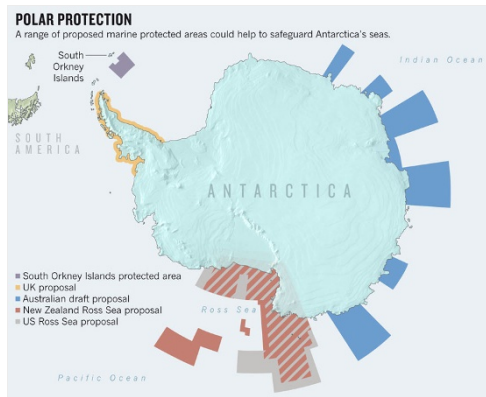 POLAR PROTECTION
A range of proposed marine protected areas could help to safeguard Antarctica's seas.
South
Orkney
Islands
Indian Ocean
SOUTH
AMERICA
ANTARCTICA
South Orkney Islands protected area
UK proposal
Australian draft proposal
New Zealand Ross Sea proposal
US Ross Sea proposal
Ross Sea
Pacific Ocean